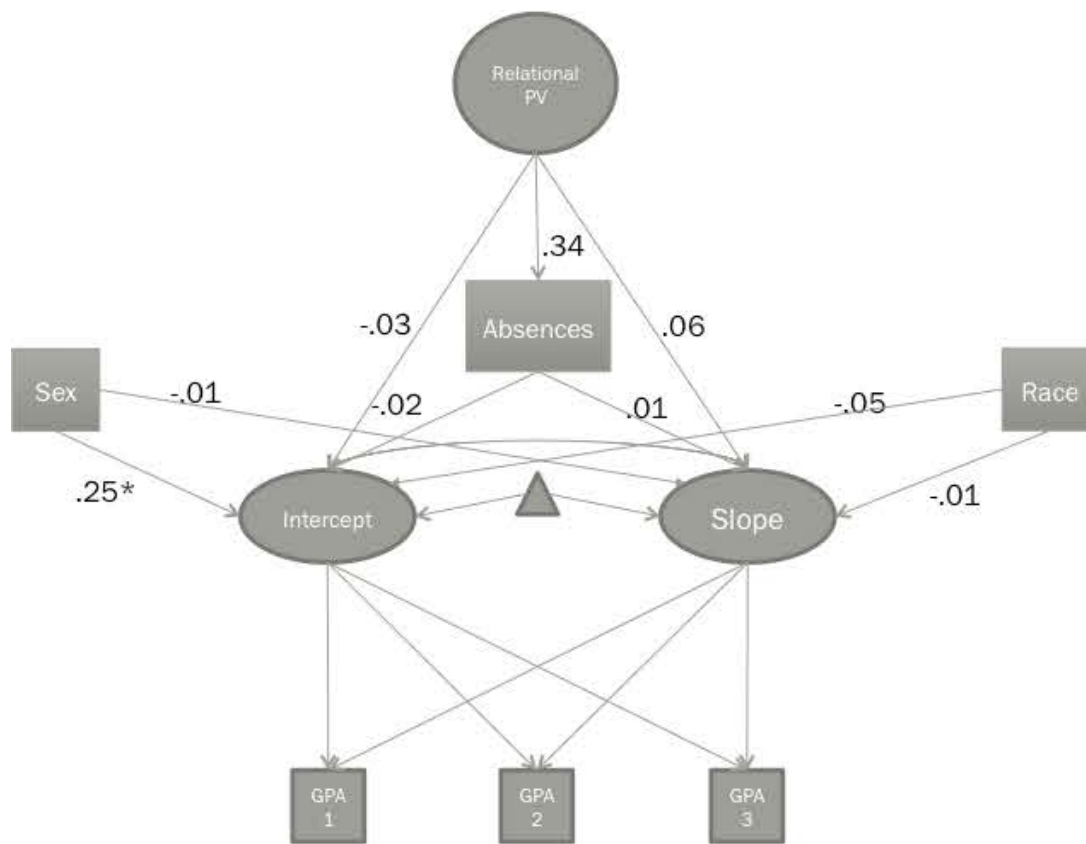 Relational
PV
.34
-.03
Absences
.06
Sex
-.01
-.02
.01
-.05
Race
.25*
Intercept
Slope
-.01
GPA
1
GPA
2
GPA
3